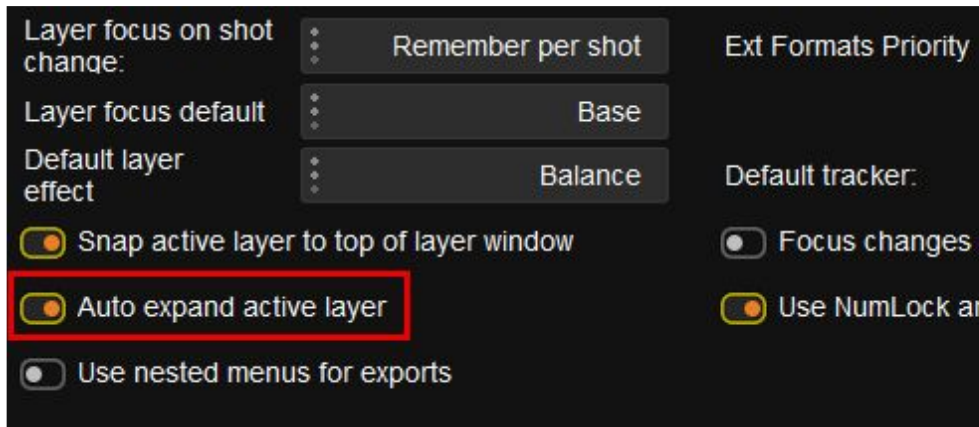 Layer focus on shot
change:
Remember per shot
Ext Formats Priority
Layer focus default
Base
Default layer
effect
Balance
Default tracker:
Snap active layer to top of layer window
Focus changes
Auto expand active layer
Use NumLock
Use nested menus for exports